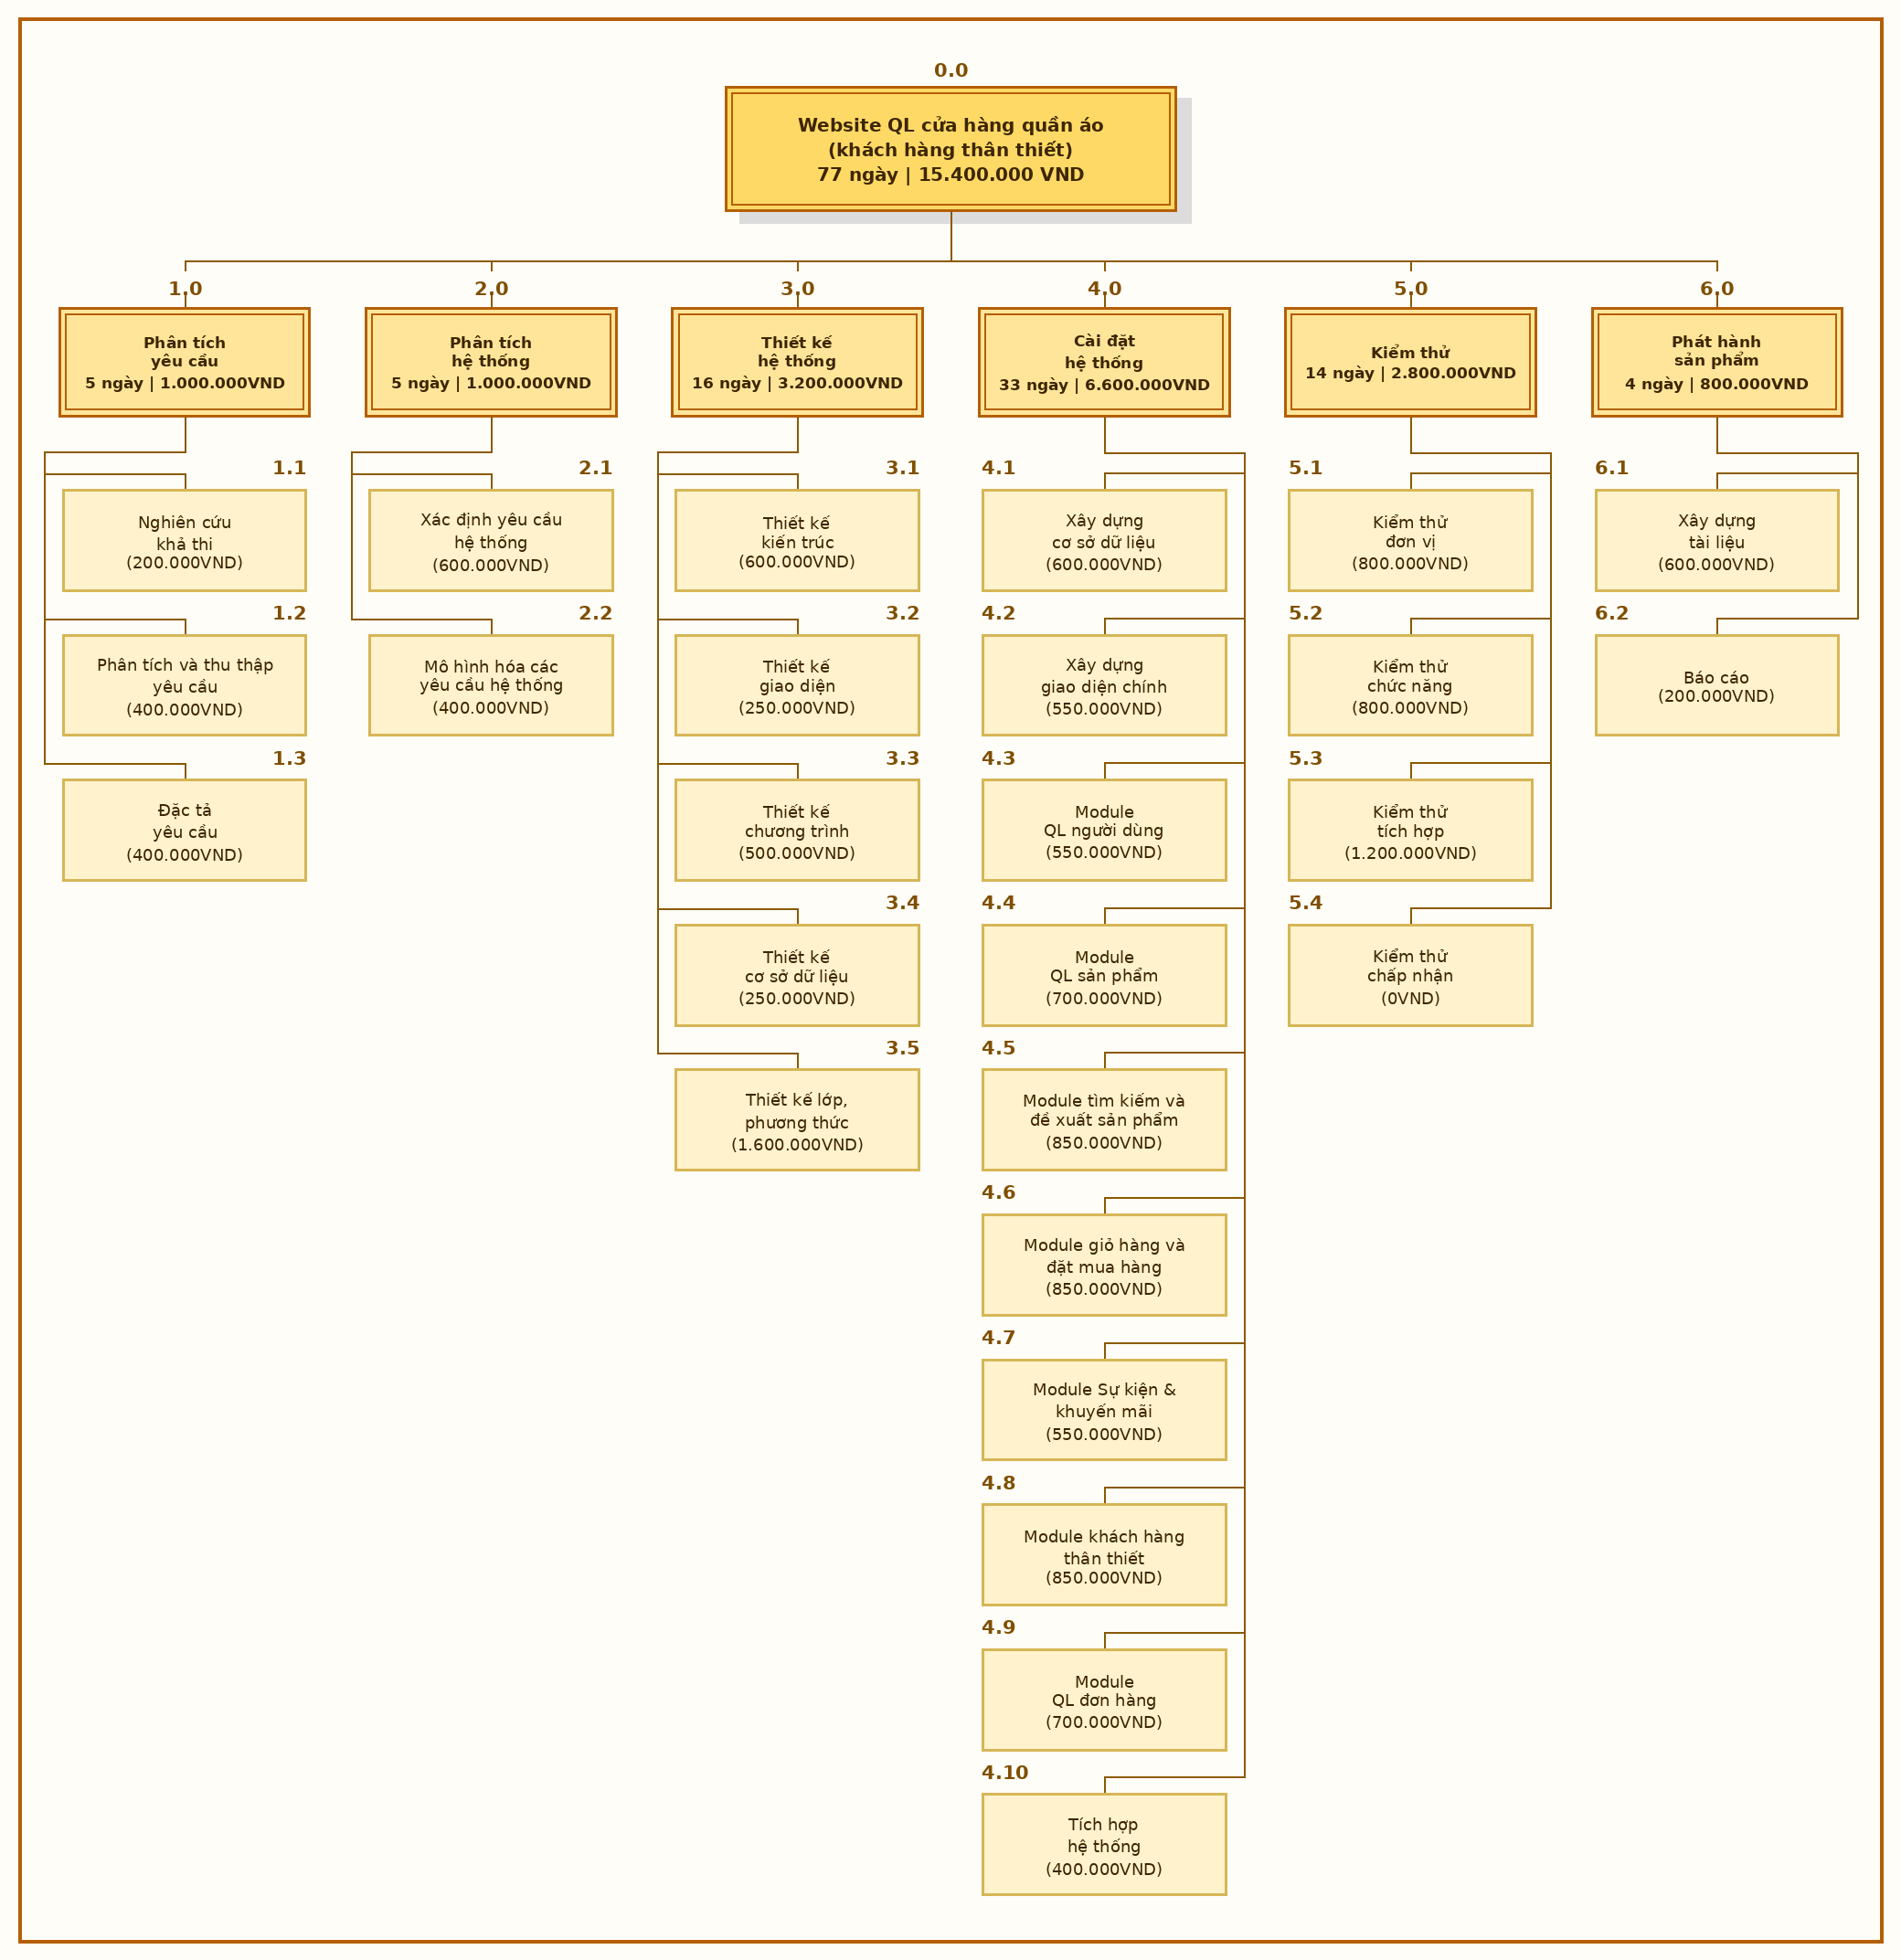 0.0
Website QL cửa hàng quần áo
(khách hàng thân thiết)
77 ngày | 15.400.000 VND
1.0
Phân tích
yêu cầu
5 ngày | 1.000.000VND
2.0
Phân tích
hệ thống
5 ngày | 1.000.000VND
3.0
Thiết kế
hệ thống
16 ngày | 3.200.000VND
4.0
Cài đặt
hệ thống
33 ngày | 6.600.000VND
5.0
Kiểm thử
14 ngày | 2.800.000VND
6.0
Phát hành
sản phẩm
4 ngày | 800.000VND
1.1
Nghiên cứu
khả thi
(200.000VND)
1.2
Phân tích và thu thập
yêu cầu
(400.000VND)
1.3
Đặc tả
yêu cầu
(400.000VND)
2.1
Xác định yêu cầu
hệ thống
(600.000VND)
2.2
Mô hình hóa các
yêu cầu hệ thống
(400.000VND)
3.1
Thiết kế
kiến trúc
(600.000VND)
3.2
Thiết kế
giao diện
(250.000VND)
3.3
Thiết kế
chương trình
(500.000VND)
3.4
Thiết kế
cơ sở dữ liệu
(250.000VND)
3.5
Thiết kế lớp,
phương thức
(1.600.000VND)
4.1
Xây dựng
cơ sở dữ liệu
(600.000VND)
4.2
Xây dựng
giao diện chính
(550.000VND)
4.3
Module
QL người dùng
(550.000VND)
4.4
Module
QL sản phẩm
(700.000VND)
4.5
Module tìm kiếm và
đề xuất sản phẩm
(850.000VND)
4.6
Module giỏ hàng và
đặt mua hàng
(850.000VND)
4.7
Module Sự kiện &
khuyến mãi
(550.000VND)
4.8
Module khách hàng
thân thiết
(850.000VND)
4.9
Module
QL đơn hàng
(700.000VND)
4.10
Tích hợp
hệ thống
(400.000VND)
5.1
Kiểm thử
đơn vị
(800.000VND)
5.2
Kiểm thử
chức năng
(800.000VND)
5.3
Kiểm thử
tích hợp
(1.200.000VND)
5.4
Kiểm thử
chấp nhận
(0VND)
6.1
Xây dựng
tài liệu
(600.000VND)
6.2
Báo cáo
(200.000VND)